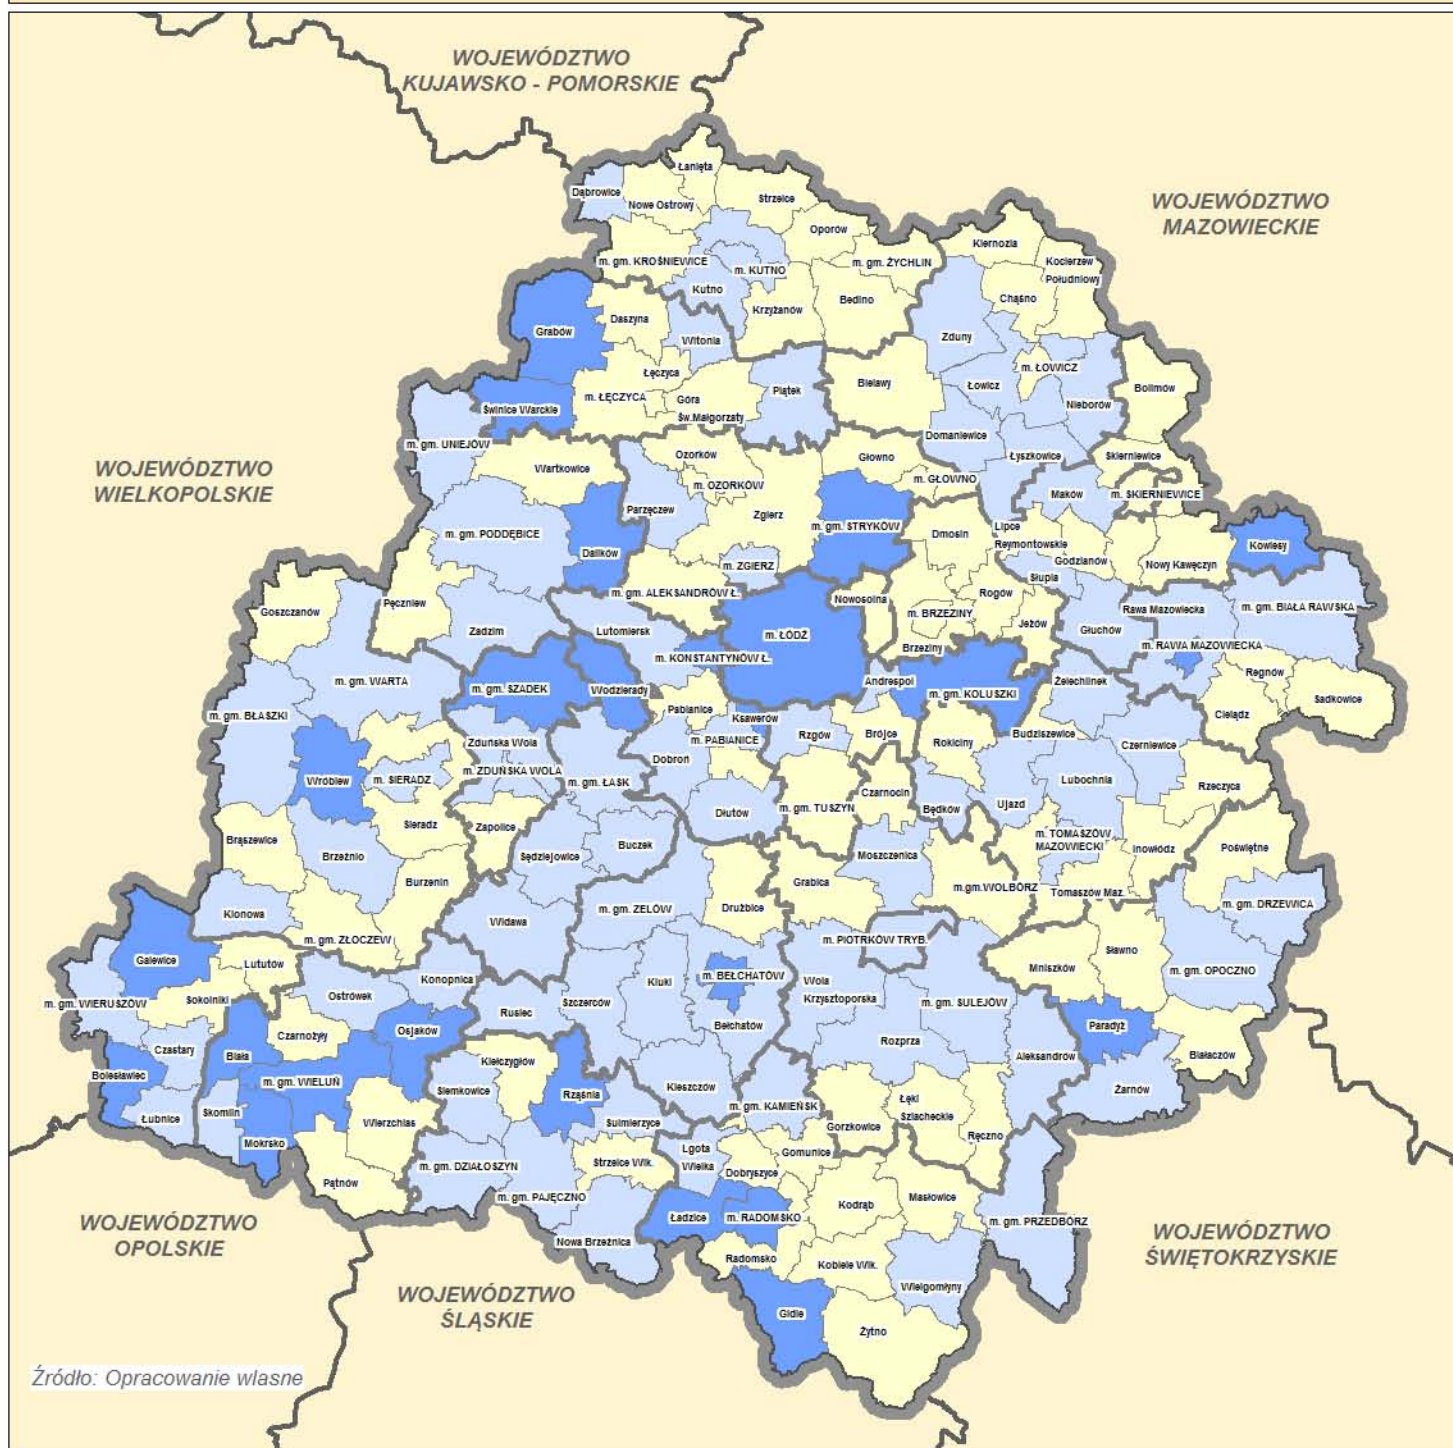 WOJEWÓDZTWO
KUJAWSKO - POMORSKIE
WOJEWÓDZTWO
MAZOWIECKIE
Łanięta
Dąbrowice
Nowe Ostrowy
Strzelce
Oporów
m. gm. KROŚNIEWICE
m. KUTNO
m. gm. ŻYCHLIN
Kiernozia
Kocierzew
Południowy
Kutno
Krzyżanów
Bedlno
Chąśno
Grabów
Daszyna
Witonia
Zduny
Łęczyca
m. ŁĘCZYCA
Góra
Św.Małgorzaty
Piątek
Bielawy
m. ŁOWICZ
Łowicz
Nieborów
Bolimów
Świnice Warckie
m. gm. UNIEJÓW
Domaniewice
Łyszkowice
Skierniewice
WOJEWÓDZTWO
WIELKOPOLSKIE
Wartkowice
Ozorków
m. OZORKÓW
Głowno
m. GŁOWNO
Maków
m. SKIERNIEWICE
Parzęczew
Zgierz
m. gm. STRYKÓW
m. gm. PODDĘBICE
Dalików
Dmosin
Lipce
Reymontowskie
Godzianów
Nowy Kawęczyn
Kowiesy
m. ZGIERZ
Słupia
m. gm. ALEKSANDRÓW Ł.
Nowosolna
Rogów
m. BRZEZINY
Jeżów
Brzeziny
Głuchów
Rawa Mazowiecka
m. gm. BIAŁA RAWSKA
m. RAWA MAZOWIECKA
Goszczanów
Pęczniew
Zadzim
Lutomiersk
m. ŁÓDŹ
m. KONSTANTYNÓW Ł.
Andrespol
m. gm. KOLUSZKI
Żelechlinek
Regnów
Sadkowice
Cielądz
m. gm. WARTA
m. gm. SZADEK
Wodzierady
Pabianice
Ksawerów
m. PABIANICE
Rzgów
Brójce
Rokiciny
Budziszewice
Czerniewice
m. gm. BŁASZKI
Zduńska Wola
m. ZDUŃSKA WOLA
m. SIERADZ
Wróblew
m. gm. ŁASK
Dobroń
m. gm. TUSZYN
Czarnocin
Będków
Ujazd
Lubochnia
Rzeczyca
Dłutów
Sieradz
Zapolice
Sędziejowice
Buczek
Brąszewice
Brzeźnio
Burzenin
Moszczenica
m. TOMASZÓW
MAZOWIECKI
Inowłódz
Poświętne
Tomaszów Maz.
Grabica
m.gm.WOLBÓRZ
Drużbice
m. gm. ZELÓW
Widawa
Klonowa
m. gm. ZŁOCZEW
m. gm. DRZEWICA
m. PIOTRKÓW TRYB.
Sławno
Mniszków
m. gm. OPOCZNO
Galewice
Lututów
m. gm. WIERUSZÓW
Sokolniki
Ostrówek
Konopnica
Rusiec
Szczerców
Kluki
m. BEŁCHATÓW
Bełchatów
Wola
Krzysztoporska
m. gm. SULEJÓW
Rozprza
Aleksandrów
Paradyż
Białaczów
Żarnów
Czarnożyły
Osjaków
Czastary
Biała
m. gm. WIELUŃ
Bolesławiec
Łubnice
Skomlin
Mokrsko
Wierzchlas
Pątnów
Kiełczygłów
Siemkowice
Rząśnia
Kleszczów
Sulmierzyce
m. gm. KAMIEŃSK
Gorzkowice
Łęki
Szlacheckie
Ręczno
m. gm. DZIAŁOSZYN
Strzelce Wlk.
m. gm. PAJĘCZNO
Nowa Brzeźnica
Lgota
Wielka
Dobryszyce
Gomunice
Ładzice
m. RADOMSKO
Kodrąb
Masłowice
m. gm. PRZEDBÓRZ
Radomsko
Kobiele Wlk.
Wielgomłyny
Gidle
Żytno
WOJEWÓDZTWO
OPOLSKIE
WOJEWÓDZTWO
ŚLĄSKIE
WOJEWÓDZTWO
ŚWIĘTOKRZYSKIE
Źródło: Opracowanie wlasne